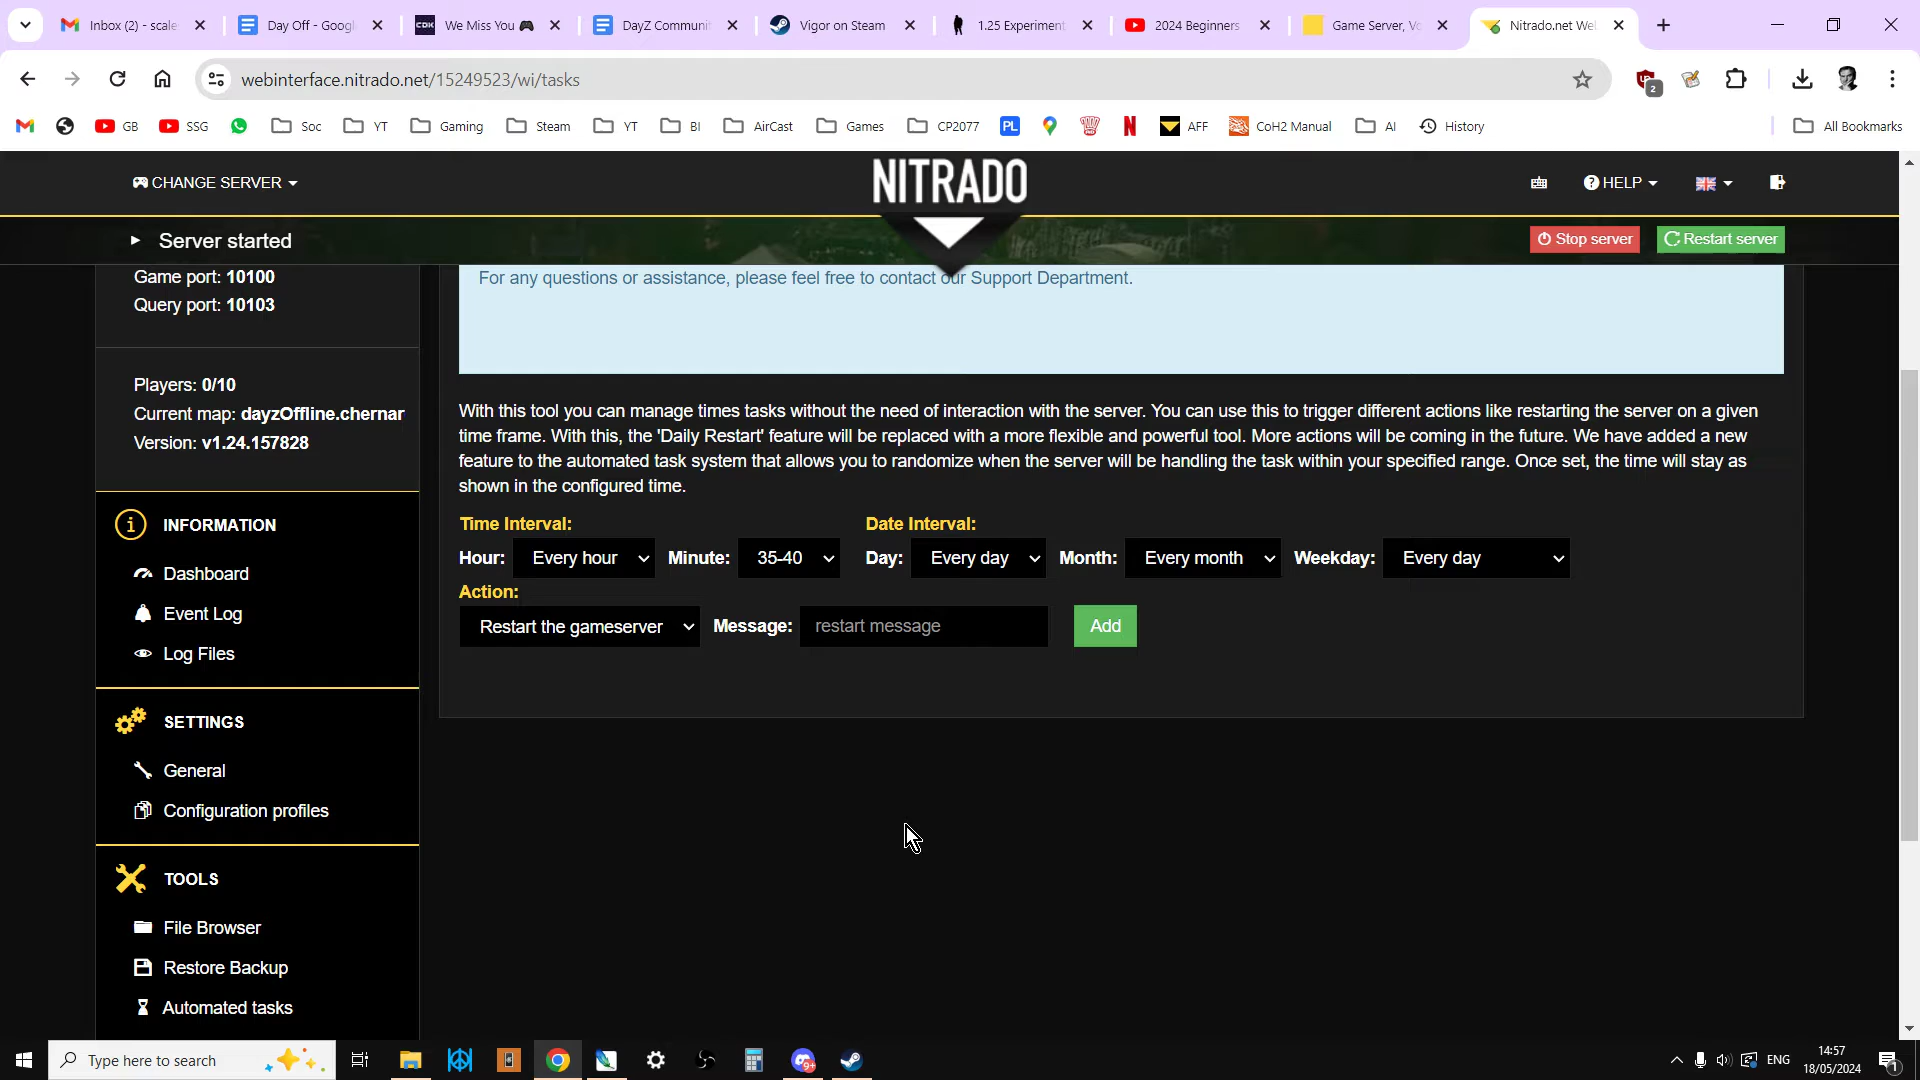 Inbox (2) - scale
Day Off - Googl
CDK
We Miss You 🎮
DayZ Communi
Vigor on Steam
1.25 Experiment
2024 Beginners
Game Server, Vo
Nitrado.net We
webinterface.nitrado.net/15249523/wi/tasks
2
GB
SSG
Soc
YT
Gaming
Steam
YT
BI
AirCast
Games
CP2077
PL
AFF
CoH2 Manual
AI
History
All Bookmarks
CHANGE SERVER
NITRADO
HELP
Server started
Stop server
Restart server
Game port: 10100
Query port: 10103
For any questions or assistance, please feel free to contact our Support Department.
Players: 0/10
Current map: dayzOffline.chernar
Version: v1.24.157828
With this tool you can manage times tasks without the need of interaction with the server. You can use this to trigger different actions like restarting the server on a given
time frame. With this, the 'Daily Restart' feature will be replaced with a more flexible and powerful tool. More actions will be coming in the future. We have added a new
feature to the automated task system that allows you to randomize when the server will be handling the task within your specified range. Once set, the time will stay as
shown in the configured time.
Time Interval:
Date Interval:
Hour: Every hour Minute: 35-40 Day: Every day Month: Every month Weekday: Every day
Action:
Restart the gameserver Message: restart message Add
INFORMATION
Dashboard
Event Log
Log Files
SETTINGS
General
Configuration profiles
TOOLS
File Browser
Restore Backup
Automated tasks
Type here to search
9+
ENG
14:57
18/05/2024
1